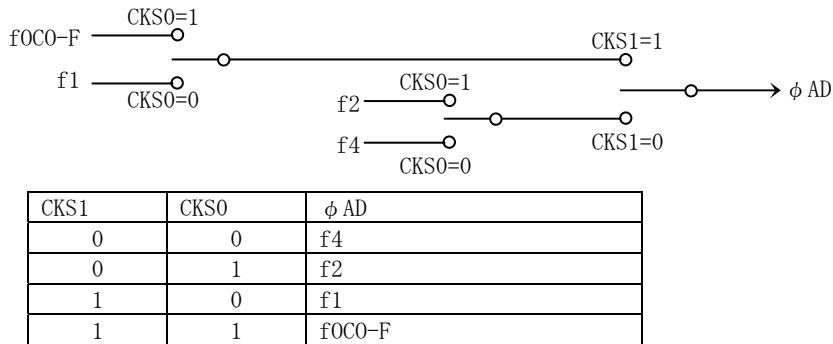 CKS0=1
fOCO-F
CKS1=1
f1
CKS0=0
CKS0=1
f2
φAD
f4
CKS1=0
CKS0=0
CKS1 CKS0 φAD
0 0 f4
0 1 f2
1 0 f1
1 1 fOCO-F